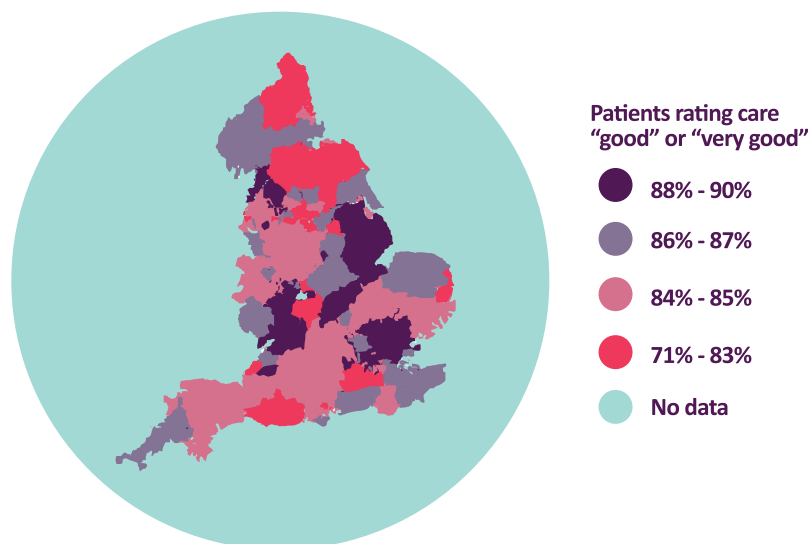 Patients rating care
“good” or “very good”
88% - 90%
86% - 87%
84% - 85%
71% - 83%
No data